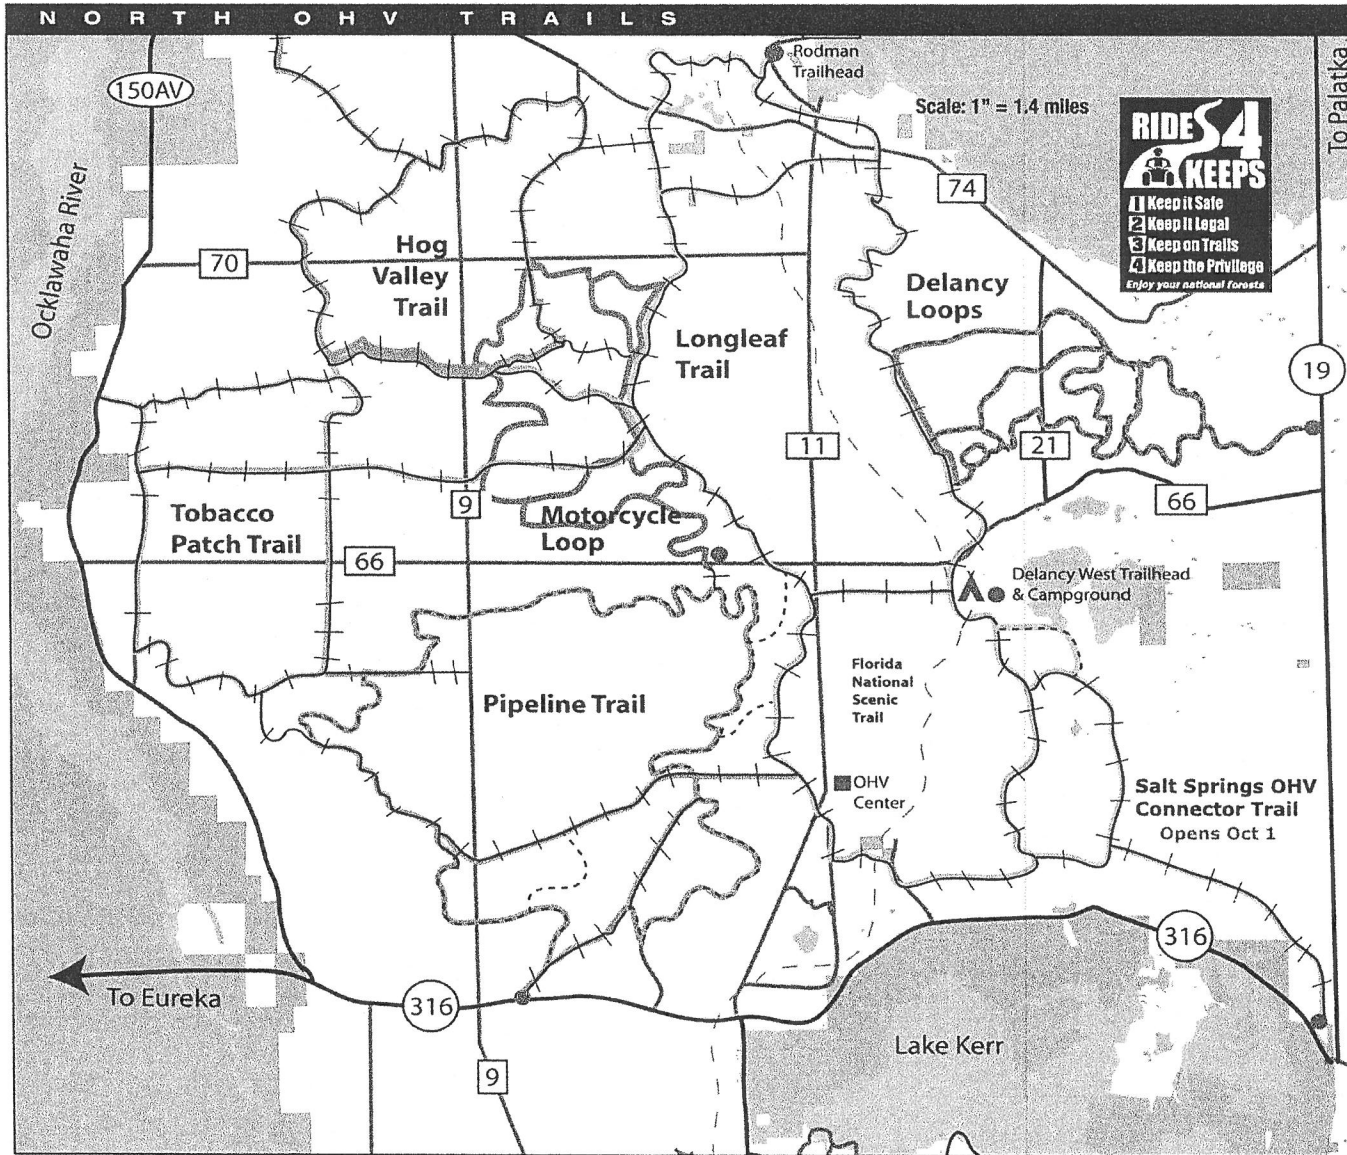 NORTH OHV TRAILS
Rodman
Trailhead
150AV
Scale: 1" = 1.4 miles
To Palatka
RIDE 4
KEEPS
1 Keep it Safe
2 Keep It Legal
3 Keep on Trails
4 Keep the Privilege
Enjoy your national forests
Ocklawaha River
74
70
Hog
Valley
Trail
Delancy
Loops
Longleaf
Trail
19
11
21
9
66
Tobacco
Patch Trail
Motorcycle
Loop
66
Delancy West Trailhead
& Campground
Florida
National
Scenic
Trail
Pipeline Trail
OHV
Center
Salt Springs OHV
Connector Trail
Opens Oct 1
316
To Eureka
316
Lake Kerr
9